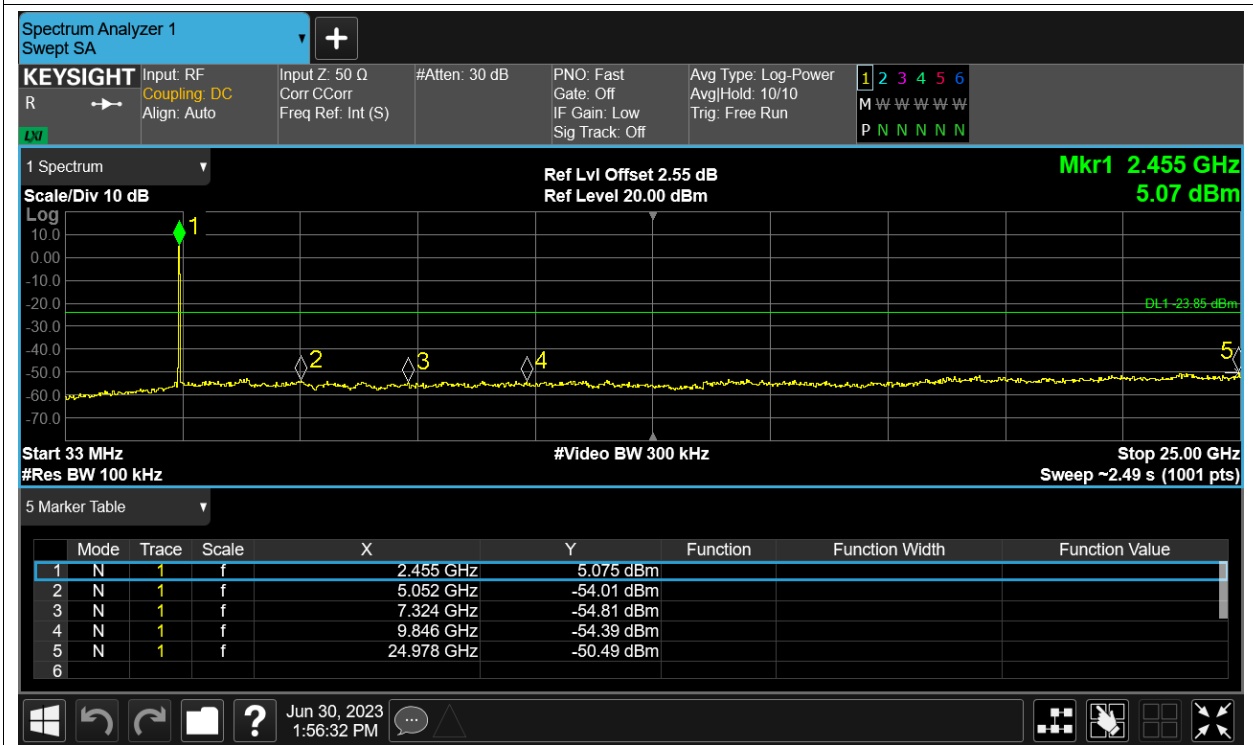 Spectrum Analyzer 1
Swept SA
+
KEYSIGHT Input: RF Input Z: 50 Ω #Atten: 30 dB PNO: Fast Avg Type: Log-Power 1 2 3 4 5 6
R Coupling: DC Corr CCorr Gate: Off Avg|Hold: 10/10 M W W W W W
Align: Auto Freq Ref: Int (S) IF Gain: Low Trig: Free Run
LXI Sig Track: Off P N N N N N
1 Spectrum Ref Lvl Offset 2.55 dB Mkr1 2.455 GHz
Scale/Div 10 dB Ref Level 20.00 dBm 5.07 dBm
Log
1
10.0
0.00
-10.0
-20.0 DL1 -23.85 dBm
-30.0
-40.0
2 3 4 5
-50.0
-60.0
-70.0
Start 33 MHz #Video BW 300 kHz Stop 25.00 GHz
#Res BW 100 kHz Sweep ~2.49 s (1001 pts)
5 Marker Table
Mode Trace Scale X Y Function Function Width Function Value
1 N 1 f 2.455 GHz 5.075 dBm
2 N 1 f 5.052 GHz -54.01 dBm
3 N 1 f 7.324 GHz -54.81 dBm
4 N 1 f 9.846 GHz -54.39 dBm
5 N 1 f 24.978 GHz -50.49 dBm
6
? Jun 30, 2023
1:56:32 PM